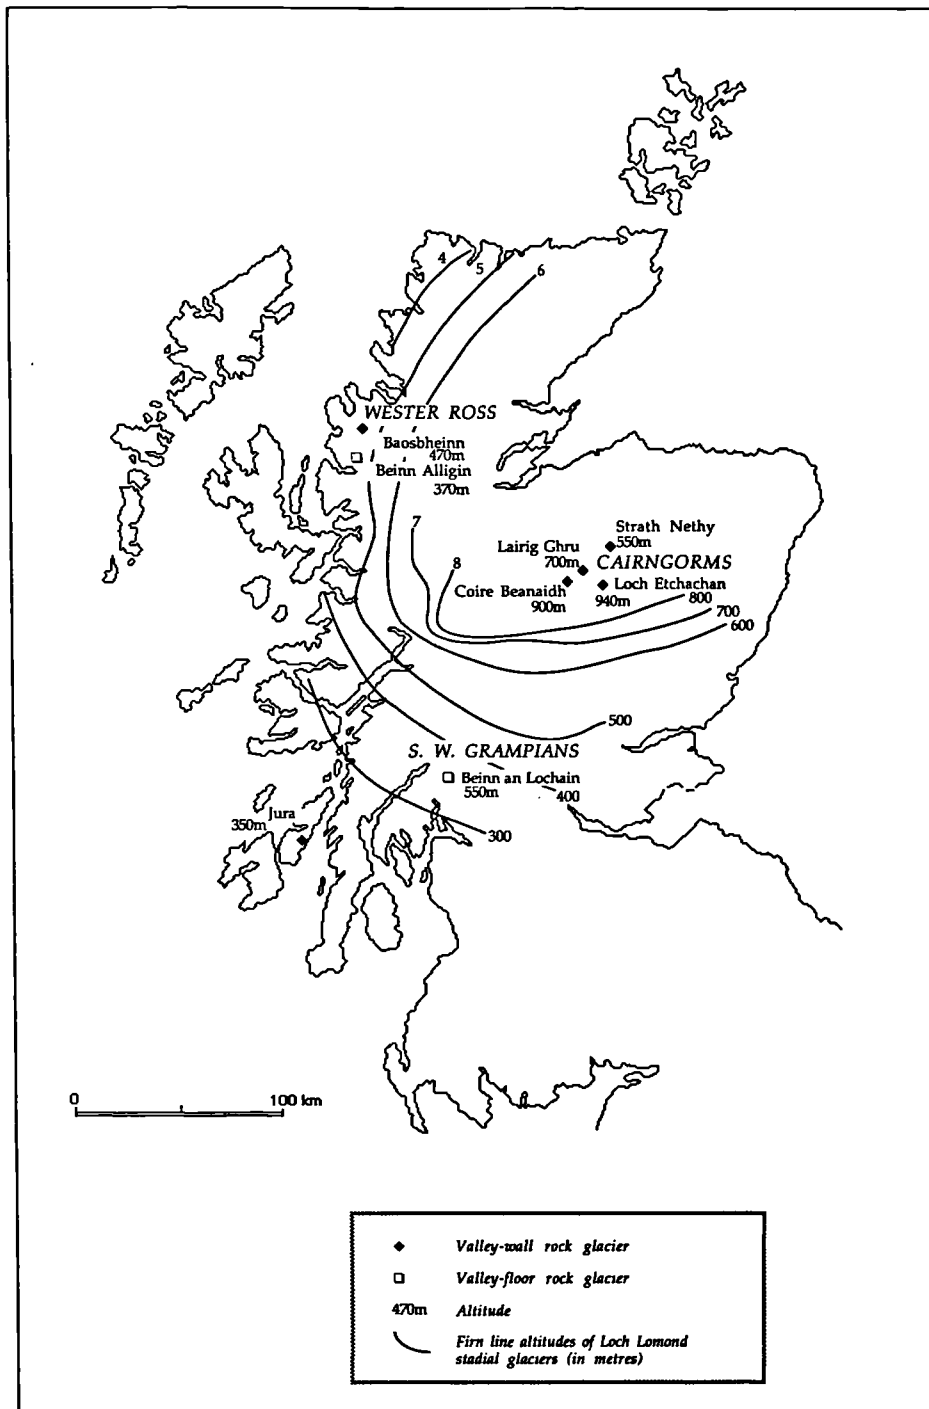 4
5
6
WESTER ROSS
Baosbheinn
470m
Beinn Alligin
370m
7
Strath Nethy
550m
Lairig Ghru
700m
CAIRNGORMS
8
Coire Beanaidh
900m
Loch Etchachan
940m
800
700
600
500
S. W. GRAMPIANS
Beinn an Lochain
550m
400
Jura
350m
300
0 100 km
Valley-wall rock glacier
Valley-floor rock glacier
470m Altitude
Firn line altitudes of Loch Lomond
stadial glaciers (in metres)